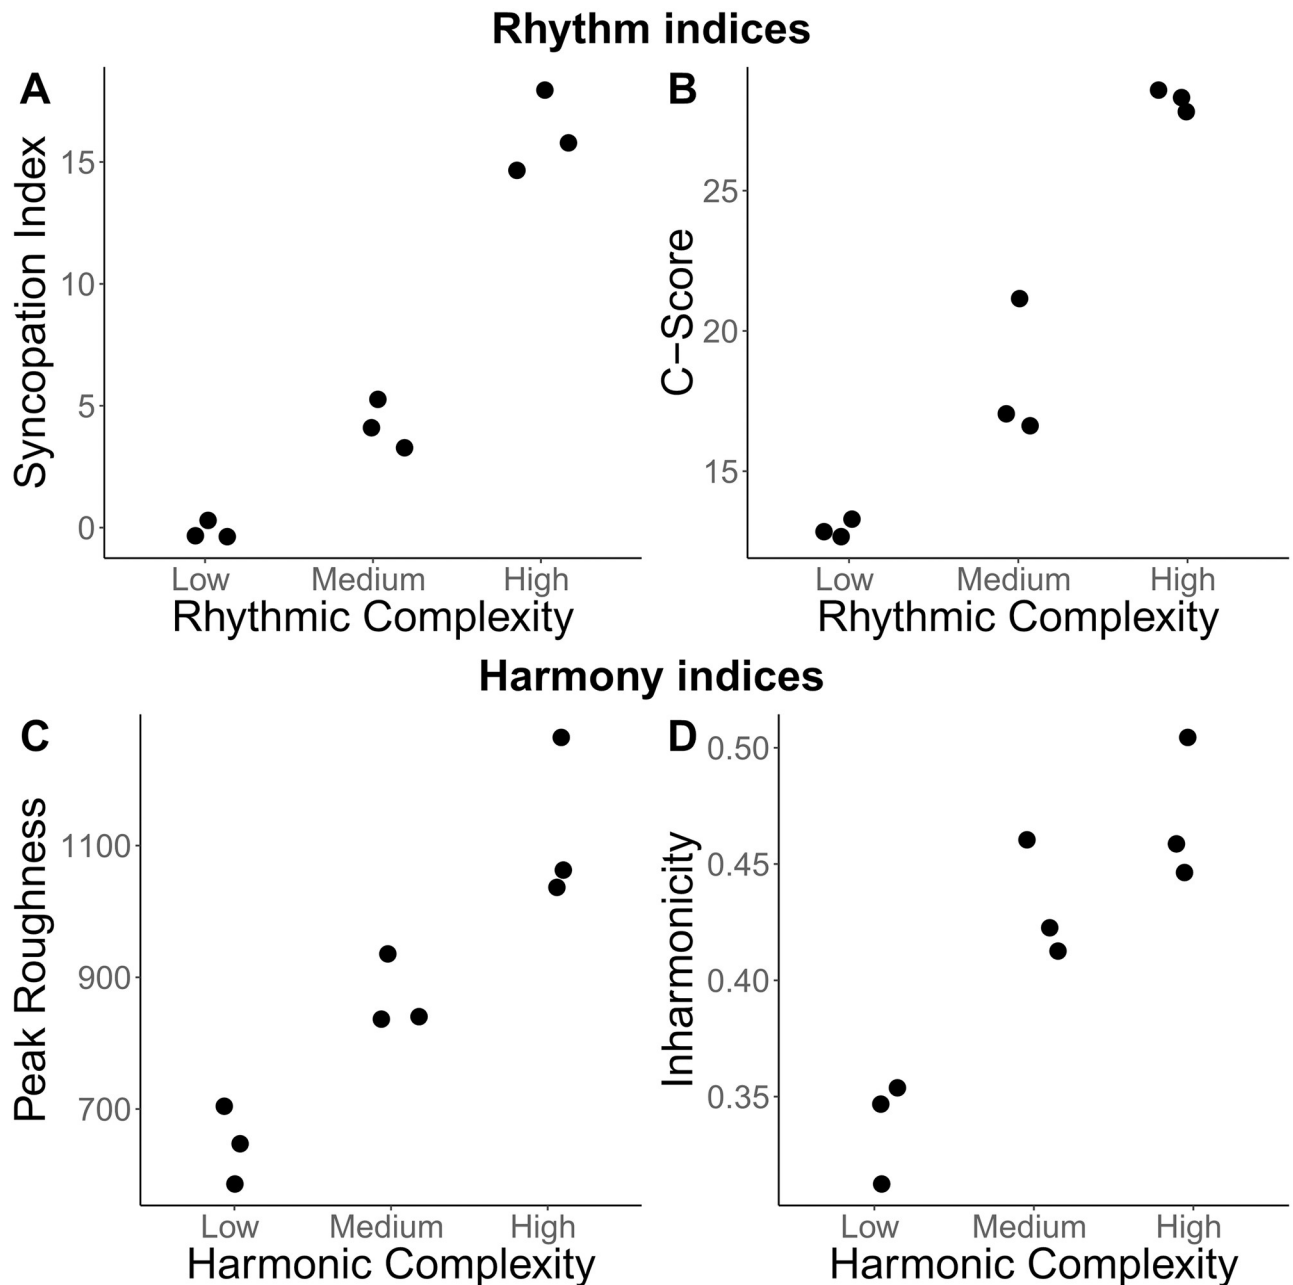 Rhythm indices
A
Syncopation Index
15
10
5
0
Low Medium High
Rhythmic Complexity
B
C−Score
25
20
15
Low Medium High
Rhythmic Complexity
Harmony indices
C
Peak Roughness
1100
900
700
Low Medium High
Harmonic Complexity
D
Inharmonicity
0.50
0.45
0.40
0.35
Low Medium High
Harmonic Complexity